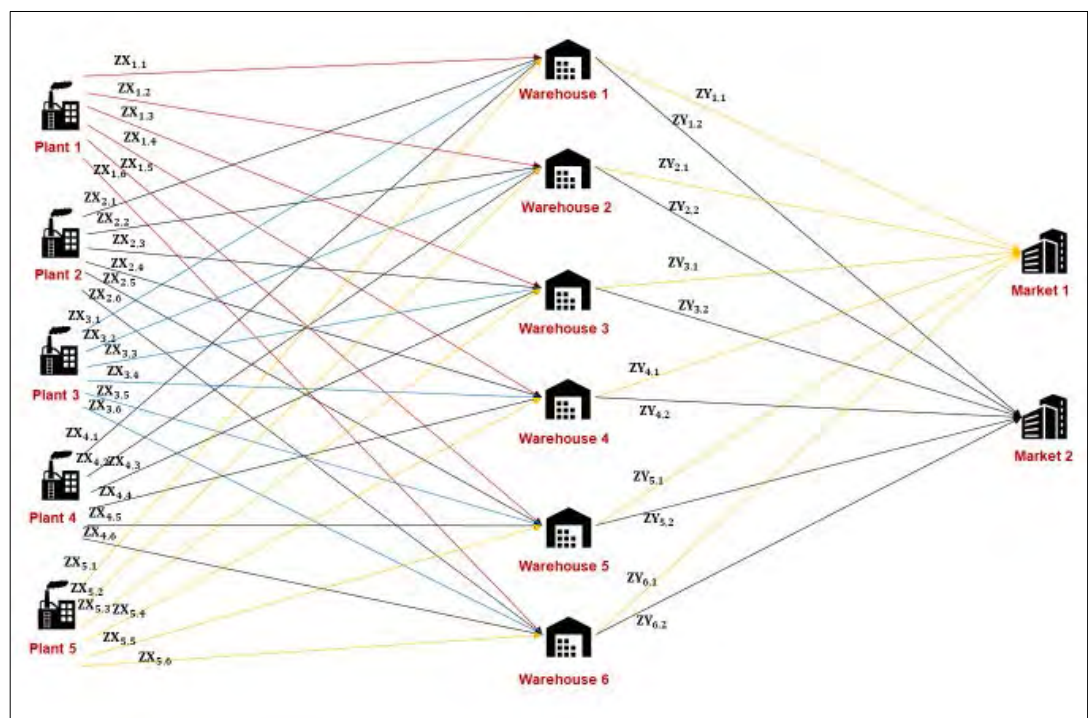 ZX1.1
ZX1.2
ZX1.3
ZX1.4
ZX1.5
ZX1.6
Plant 1
ZX2.1
ZX2.2
ZX2.3
ZX2.4
ZX2.5
ZX2.6
Plant 2
ZX3.1
ZX3.2
ZX3.3
ZX3.4
ZX3.5
ZX3.6
Plant 3
ZX4.1
ZX4.3
ZX4.4
ZX4.5
ZX4.6
Plant 4
ZX5.1
ZX5.2
ZX5.3
ZX5.4
ZX5.5
ZX5.6
Plant 5
Warehouse 1
Warehouse 2
Warehouse 3
Warehouse 4
Warehouse 5
Warehouse 6
ZY1.1
ZY1.2
ZY2.1
ZY2.2
ZY3.1
ZY3.2
ZY4.1
ZY4.2
ZY5.1
ZY5.2
ZY6.1
ZY6.2
Market 1
Market 2